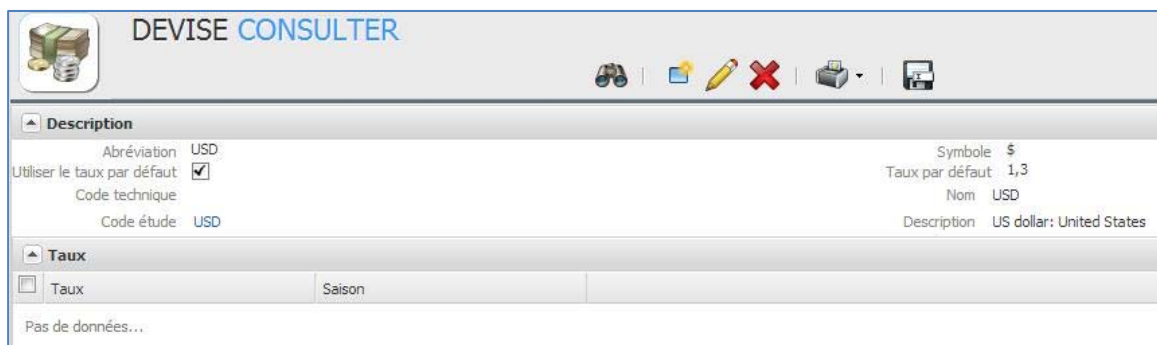 DEVISE CONSULTER
Description
Abréviation USD Symbole $
Utiliser le taux par défaut Taux par défaut 1,3
Code technique Nom USD
Code étude USD Description US dollar: United States
Taux
Taux Saison
Pas de données...